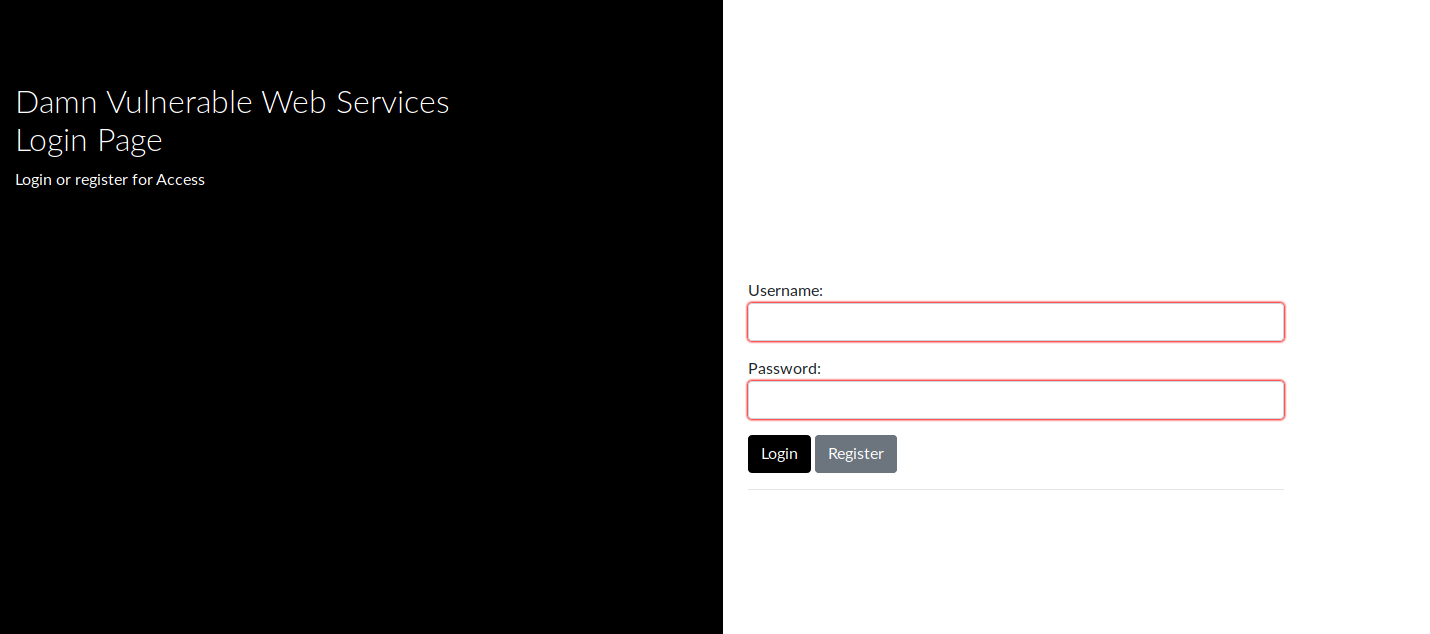 Damn Vulnerable Web Services
Login Page
Login or register for Access
Username:
Password:
Login Register